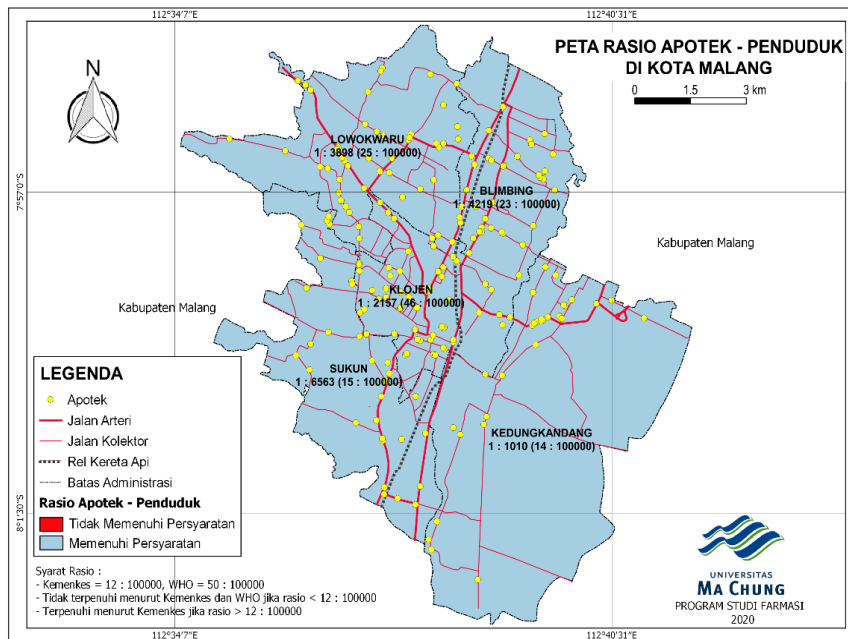 112°34'7"E
112°40'31"E
PETA RASIO APOTEK - PENDUDUK
DI KOTA MALANG
0 1.5 3 km
N
LOWOKWARU
1 : 3898 (25 : 100000)
7°57'0"S
BLIMBING
1 : 4219 (23 : 100000)
Kabupaten Malang
KLOJEN
1 : 2157 (46 : 100000)
Kabupaten Malang
SUKUN
1 : 6563 (15 : 100000)
KEDUNGKANDANG
1 : 1010 (14 : 100000)
LEGENDA
Apotek
Jalan Arteri
Jalan Kolektor
Rel Kereta Api
Batas Administrasi
Rasio Apotek - Penduduk
Tidak Memenuhi Persyaratan
Memenuhi Persyaratan
8°1'30"S
Syarat Rasio :
- Kemenkes = 12 : 100000, WHO = 50 : 100000
- Tidak terpenuhi menurut Kemenkes dan WHO jika rasio < 12 : 100000
- Terpenuhi menurut Kemenkes jika rasio > 12 : 100000
UNIVERSITAS
MA CHUNG
PROGRAM STUDI FARMASI
2020
112°34'7"E
112°40'31"E